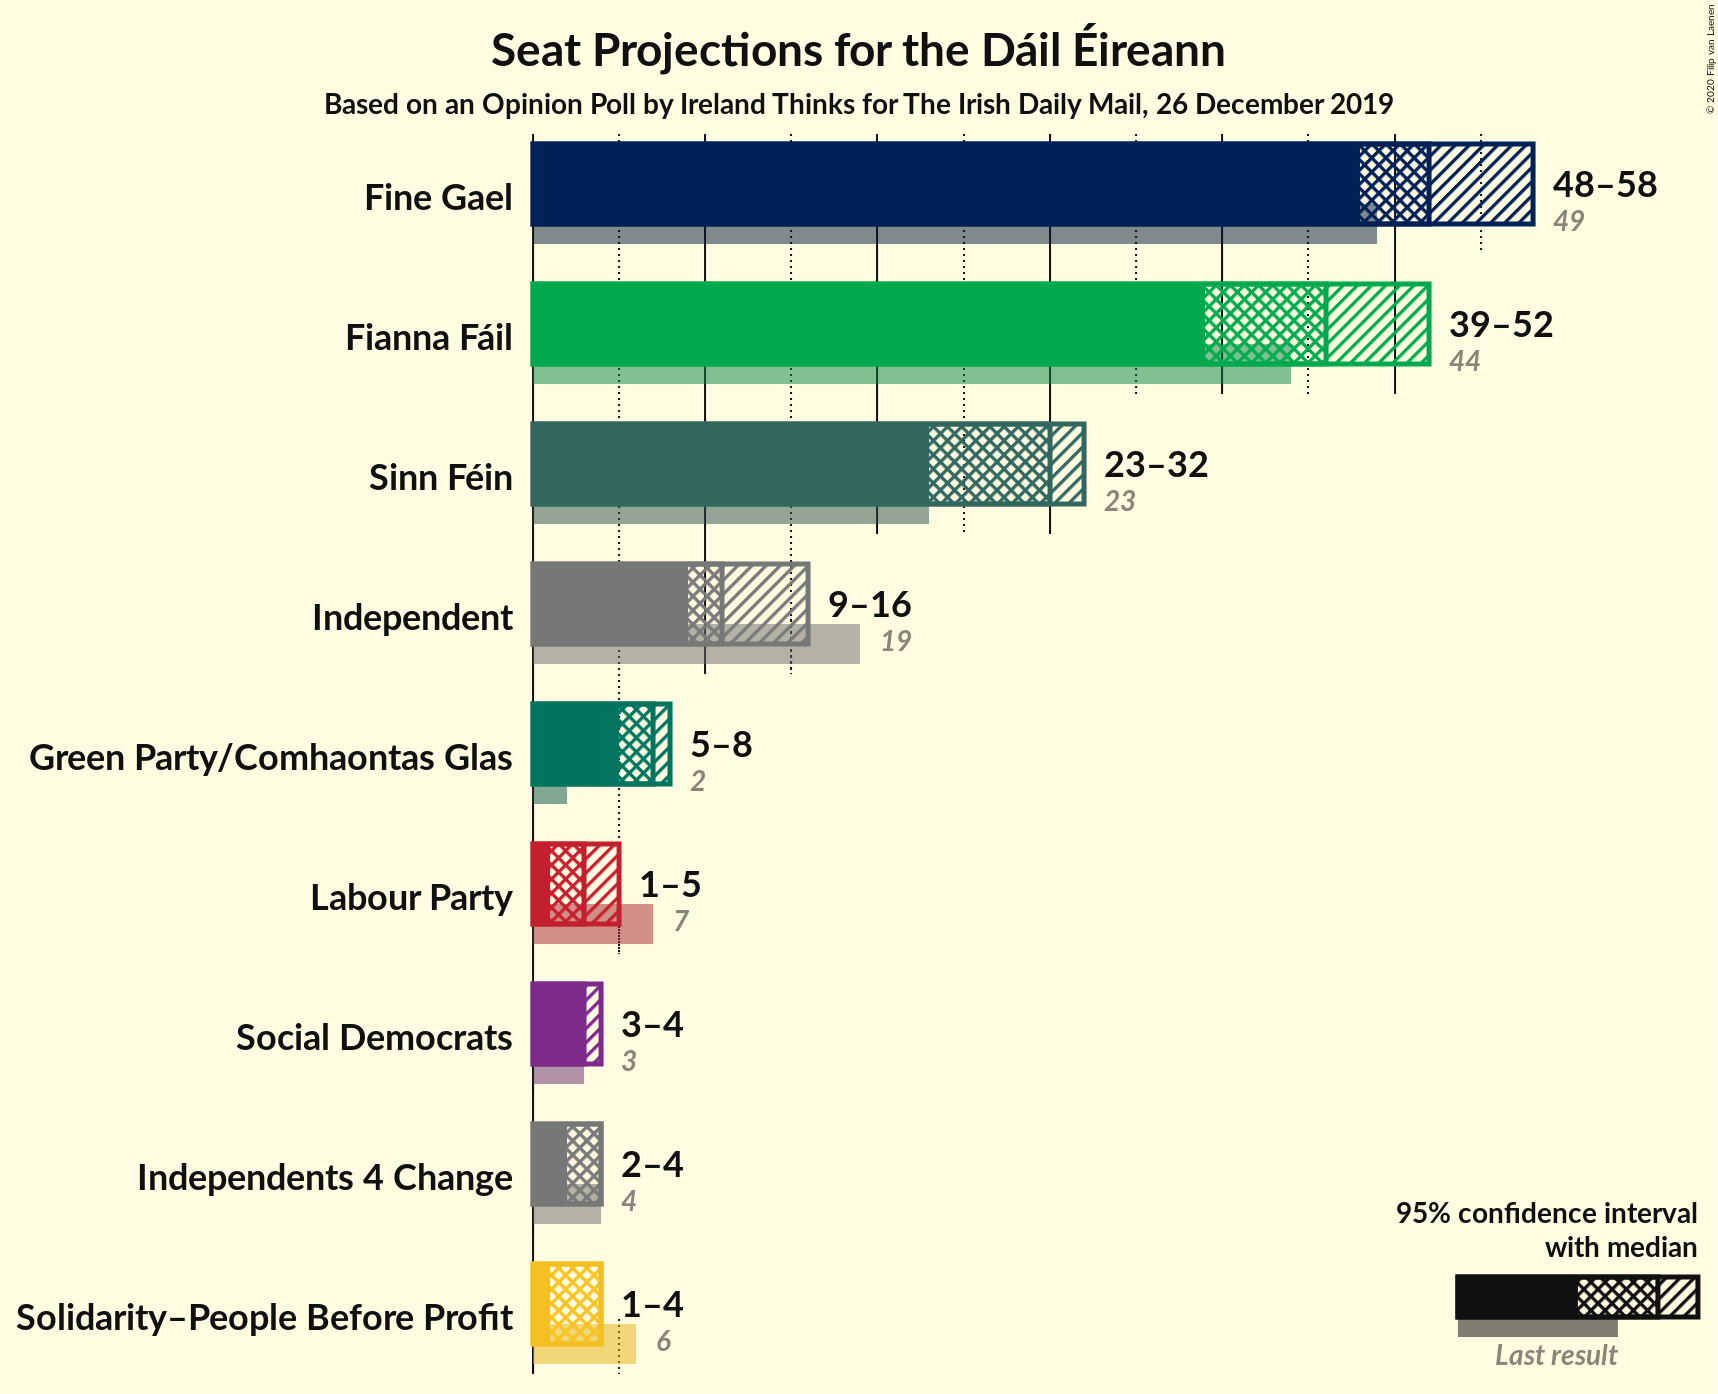 Seat Projections for the Dáil Éireann
Based on an Opinion Poll by Ireland Thinks for The Irish Daily Mail, 26 December 2019
© 2020 Filip van Laenen
Fine Gael
48–58
49
Fianna Fáil
39–52
44
Sinn Féin
23–32
23
Independent
9–16
19
Green Party/Comhaontas Glas
5–8
2
Labour Party
1–5
7
Social Democrats
3–4
3
Independents 4 Change
2–4
4
Solidarity–People Before Profit
1–4
6
95% confidence interval
with median
Last result